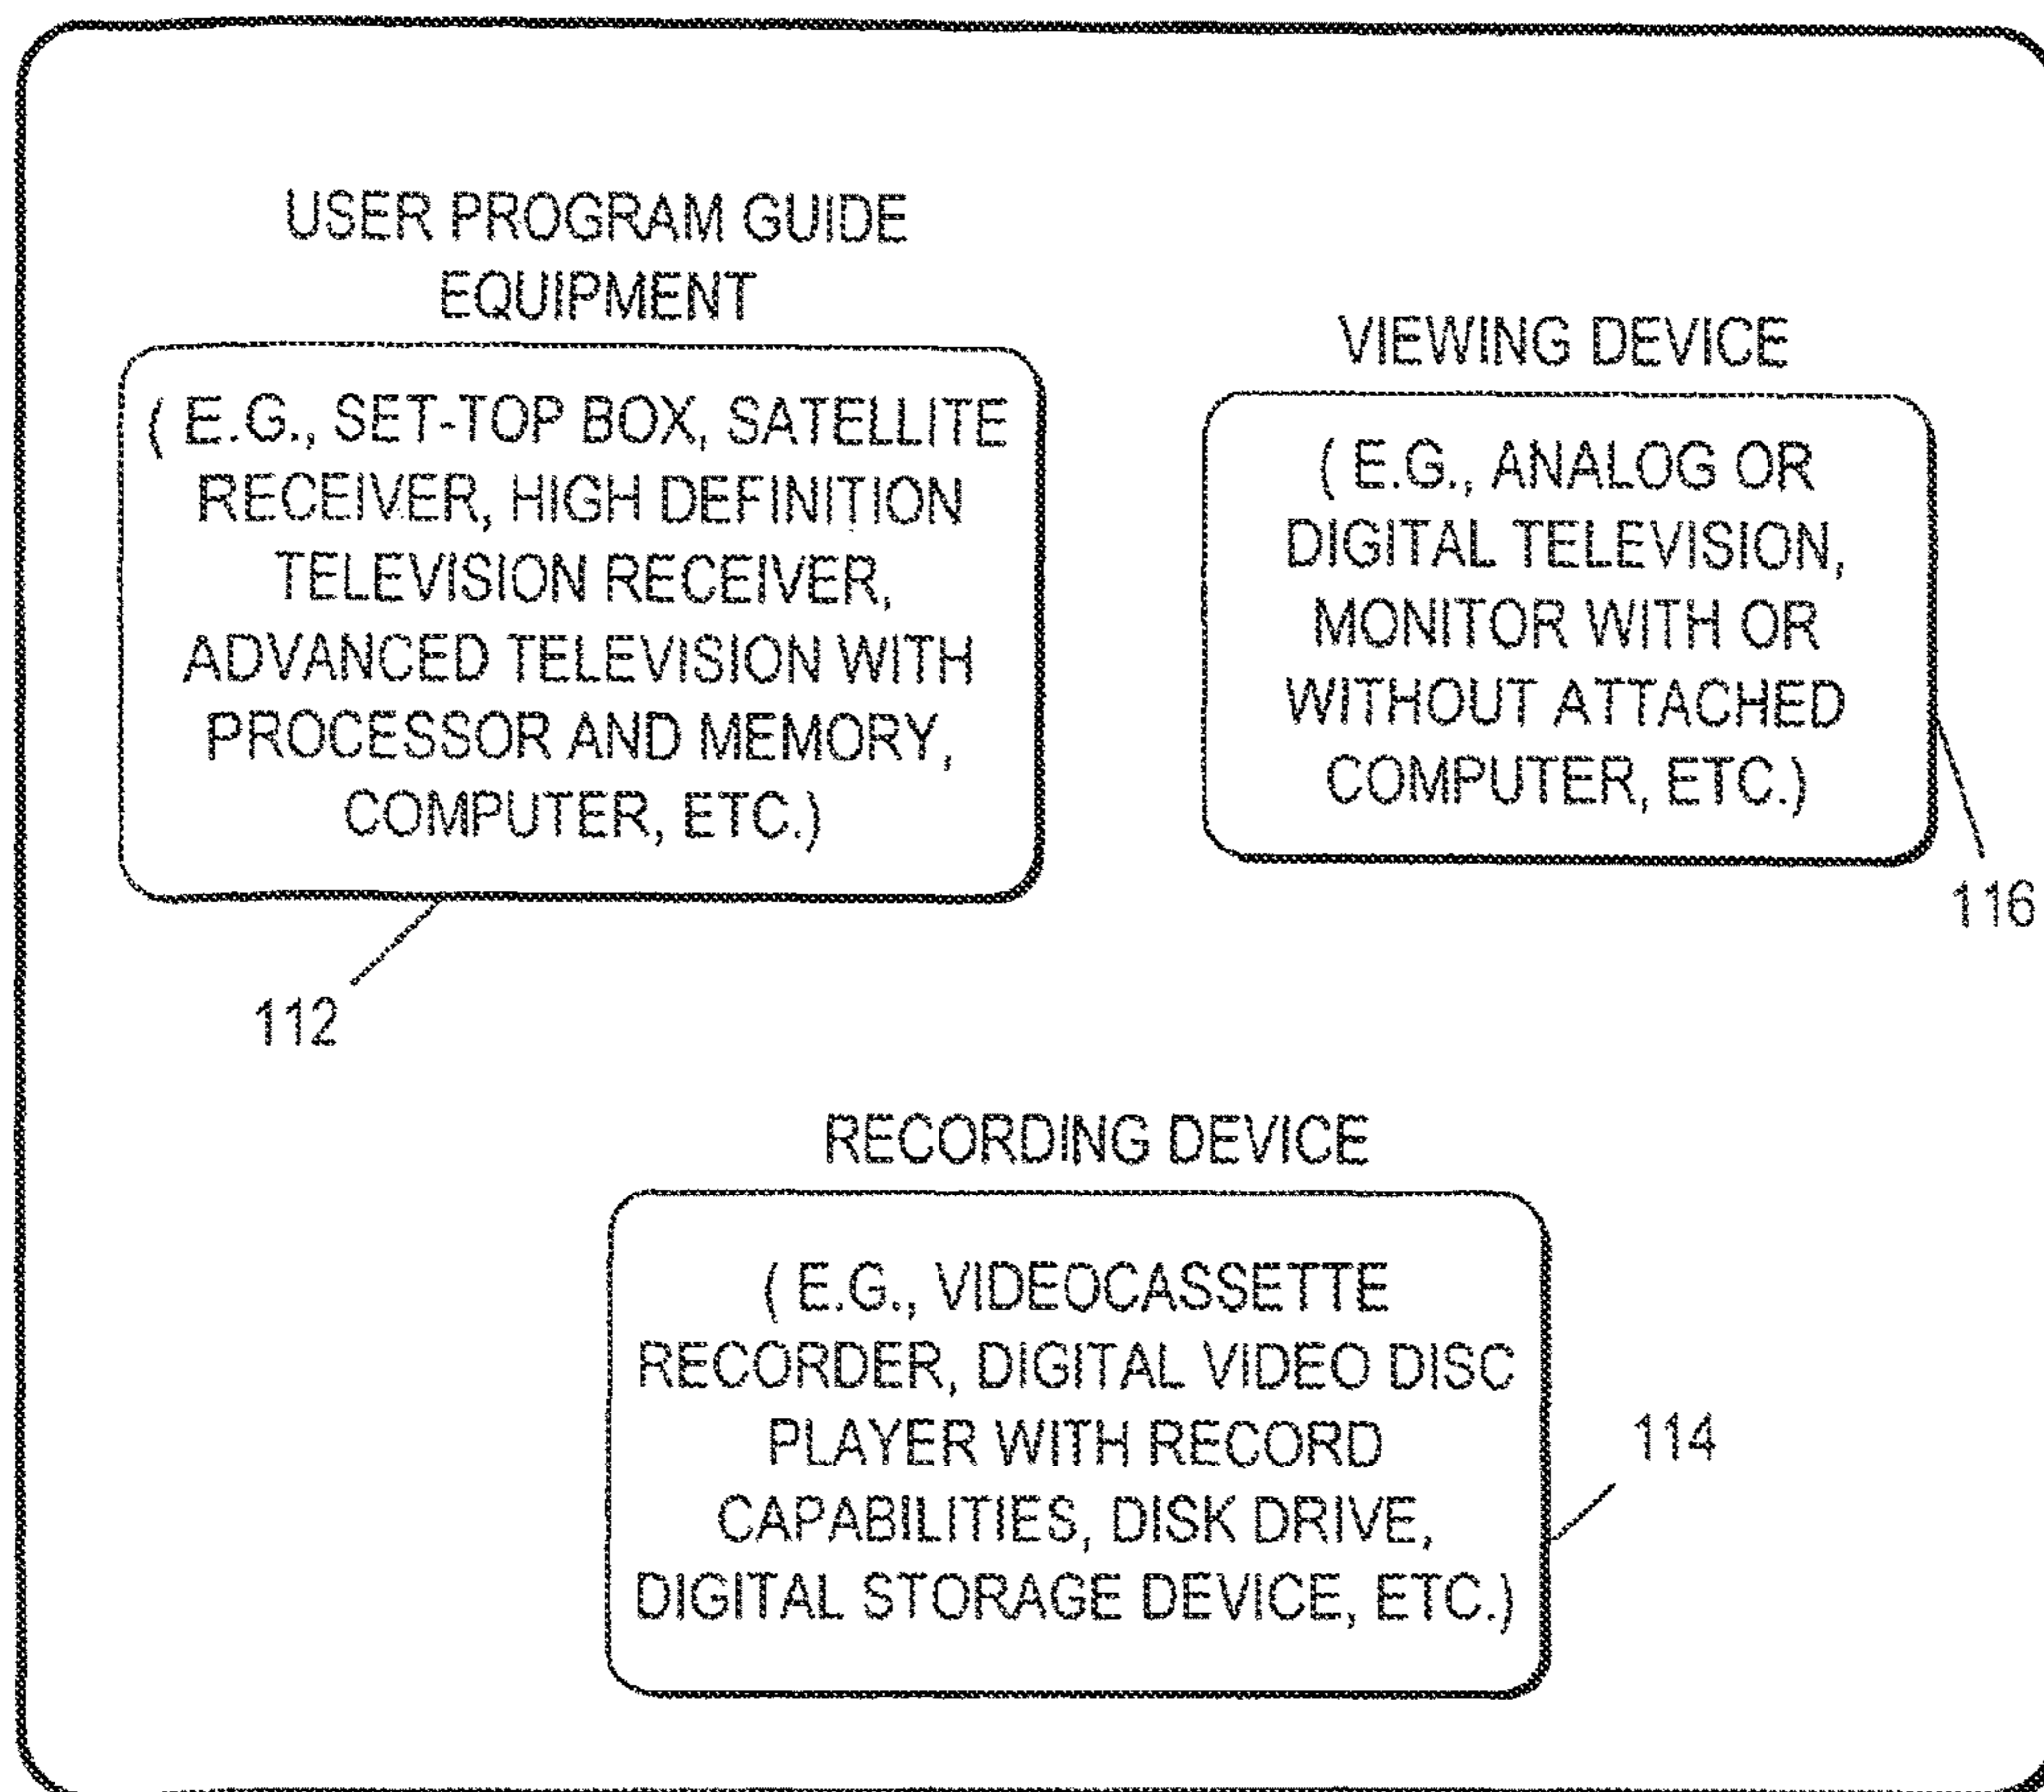 USER PROGRAM GUIDE
EQUIPMENT
( E.G., SET-TOP BOX, SATELLITE
RECEIVER, HIGH DEFINITION
TELEVISION RECEIVER,
ADVANCED TELEVISION WITH
PROCESSOR AND MEMORY,
COMPUTER, ETC.)
112
VIEWING DEVICE
( E.G., ANALOG OR
DIGITAL TELEVISION,
MONITOR WITH OR
WITHOUT ATTACHED
COMPUTER, ETC.)
116
RECORDING DEVICE
( E.G., VIDEOCASSETTE
RECORDER, DIGITAL VIDEO DISC
PLAYER WITH RECORD
CAPABILITIES, DISK DRIVE,
DIGITAL STORAGE DEVICE, ETC.)
114